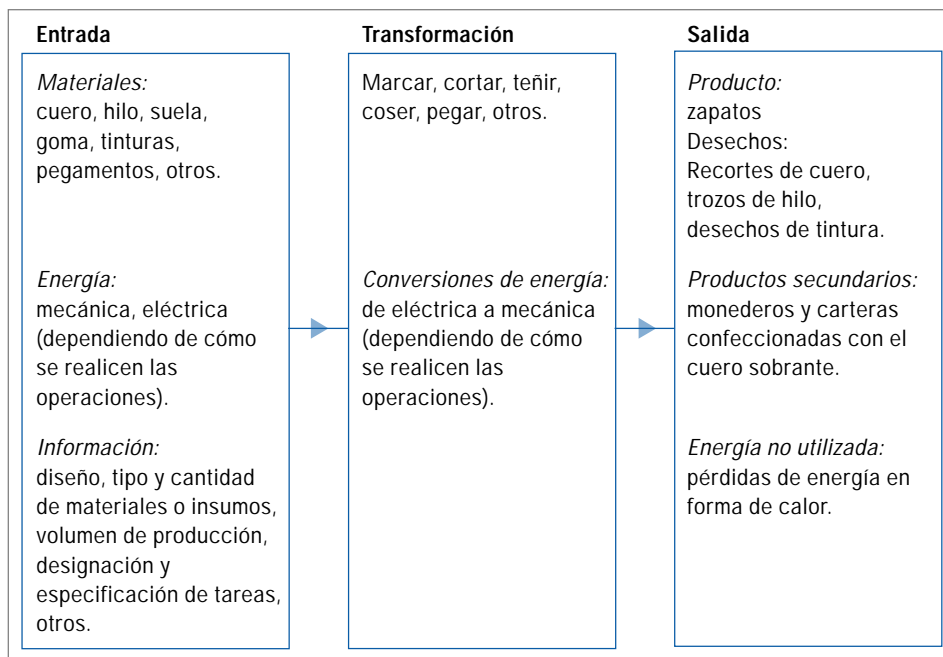 Entrada
Materiales:
cuero, hilo, suela,
goma, tinturas,
pegamentos, otros.
Energía:
mecánica, eléctrica
(dependiendo de cómo
se realicen las
operaciones).
Información:
diseño, tipo y cantidad
de materiales o insumos,
volumen de producción,
designación y
especificación de tareas,
otros.
Transformación
Marcar, cortar, teñir,
coser, pegar, otros.
Conversiones de energía:
de eléctrica a mecánica
(dependiendo de cómo
se realicen las
operaciones).
Salida
Producto:
zapatos
Desechos:
Recortes de cuero,
trozos de hilo,
desechos de tintura.
Productos secundarios:
monederos y carteras
confeccionadas con el
cuero sobrante.
Energía no utilizada:
pérdidas de energía en
forma de calor.